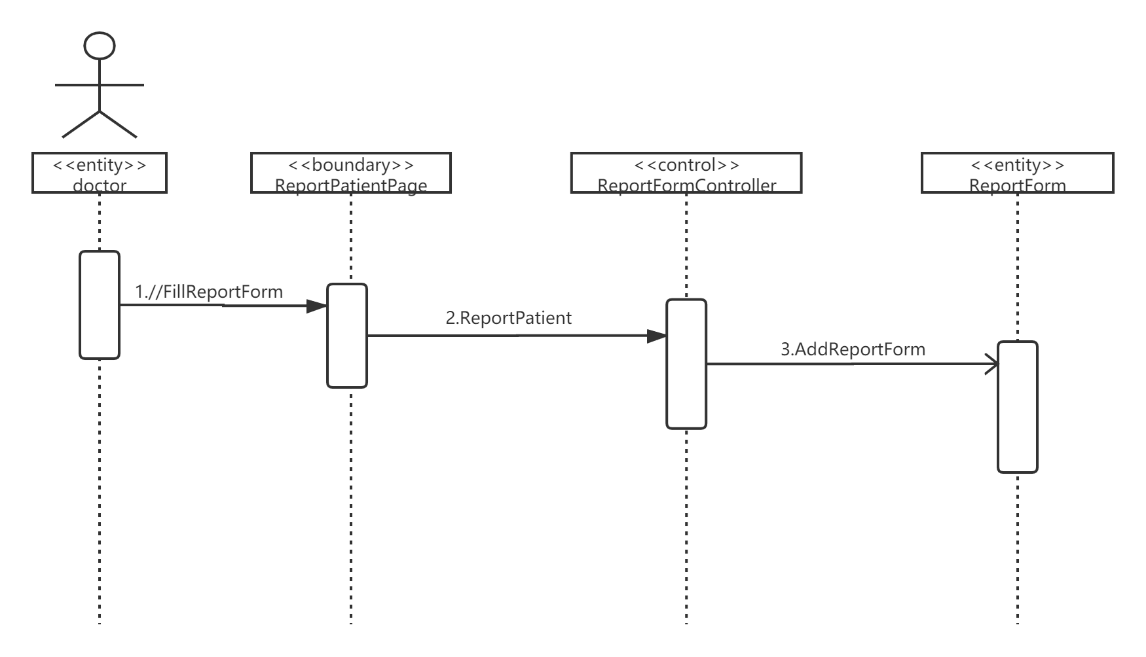 <<entity>>
doctor
<<boundary>>
ReportPatientPage
<<control>>
ReportFormController
<<entity>>
ReportForm
1.//FillReportForm
2.ReportPatient
3.AddReportForm